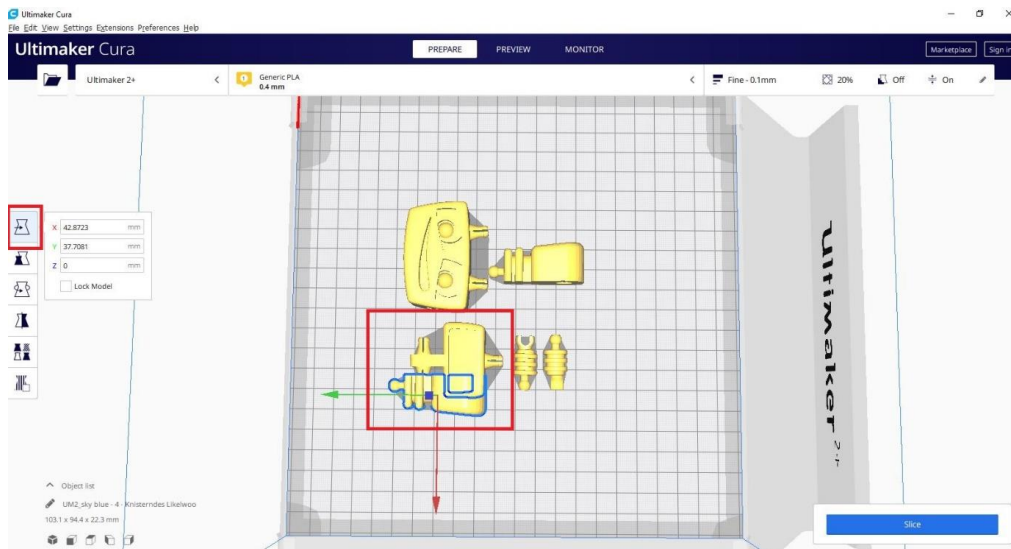 Ultimaker Cura
File Edit View Settings Extensions Preferences Help
Ultimaker Cura
PREPARE
PREVIEW
MONITOR
Marketplace
Sign in
Ultimaker 2+
Generic PLA
0.4 mm
Fine - 0.1mm
20%
Off
On
X 42.8723 mm
Y 37.7081 mm
Z 0 mm
Lock Model
Ultimaker 2+
Object list
UM2_sky blue - 4 - Knisterndes Likelwoo
103.1 x 94.4 x 22.3 mm
Slice